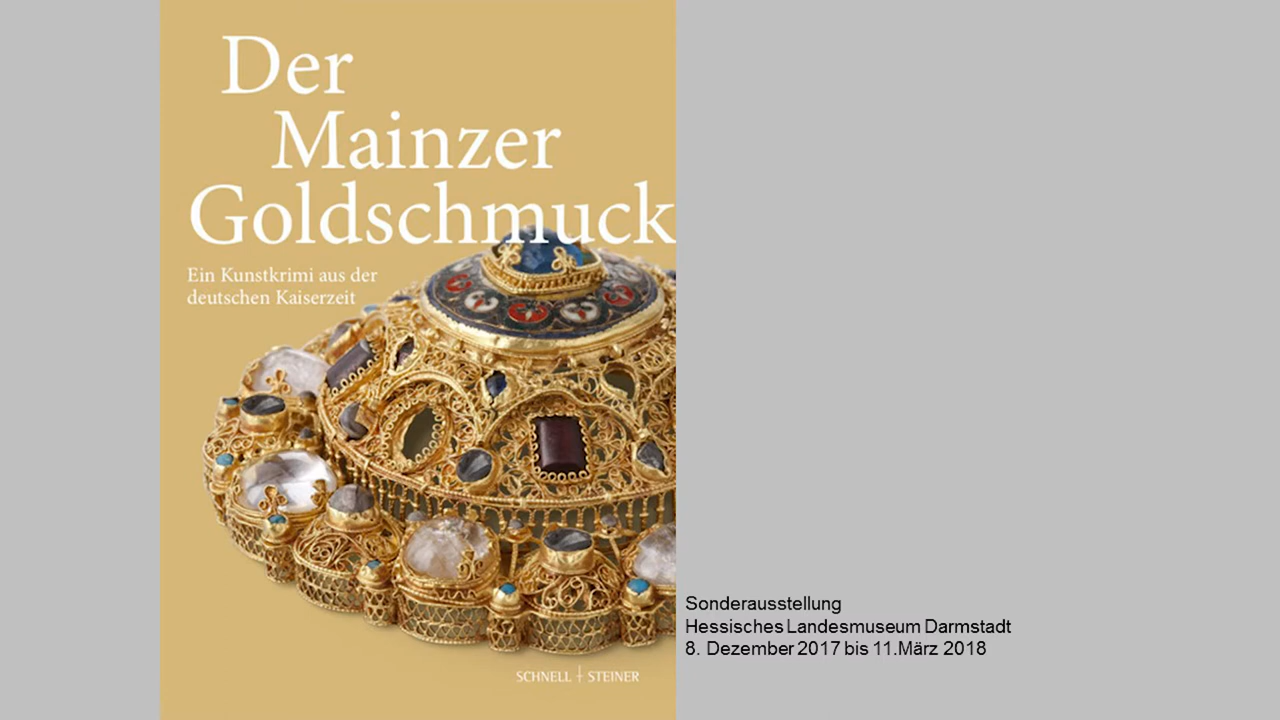 Der
Mainzer
Goldschmuck
Ein Kunstkrimi aus der
deutschen Kaiserzeit
SCHNELL STEINER
Sonderausstellung
Hessisches Landesmuseum Darmstadt
8. Dezember 2017 bis 11.März 2018